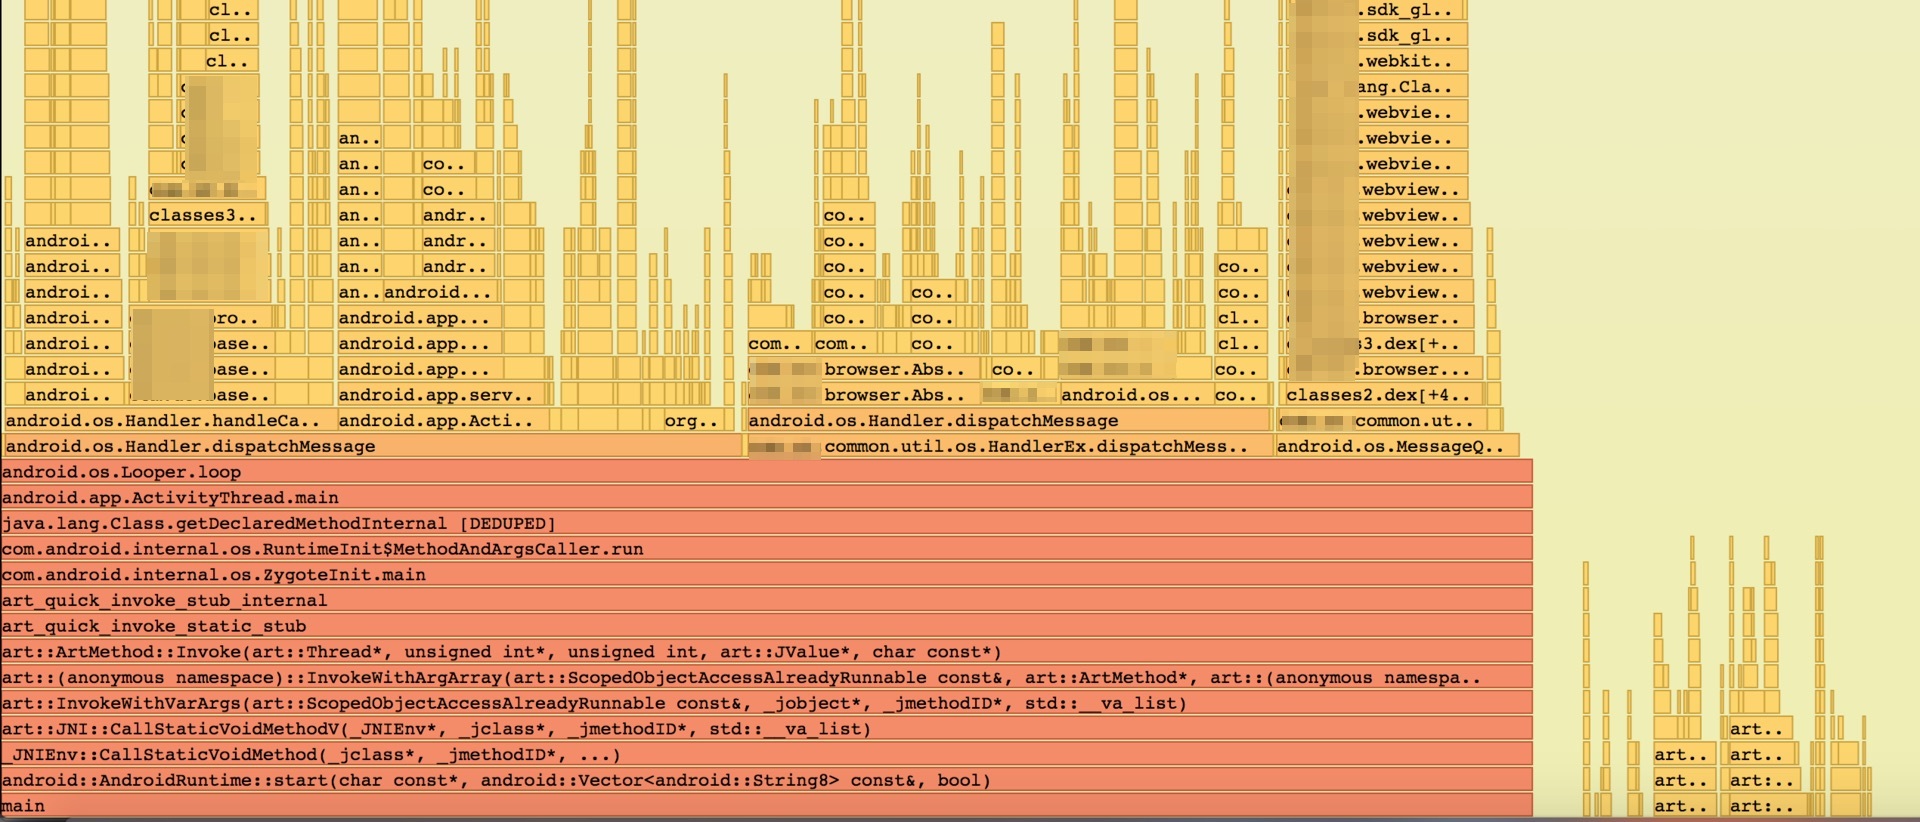 cl.. .sdk_gl..
cl.. .sdk_gl..
cl.. .webkit..
ang.Cla..
.webvie..
an.. .webvie..
an.. co.. .webvie..
an.. co.. .webview..
classes3.. an.. andr.. co.. .webview..
androi.. an.. andr.. co.. .webview..
androi.. an.. andr.. co.. co.. .webview..
androi.. an.. android... co.. co.. co.. .webview..
androi.. pro.. android.app... co.. co.. cl.. .browser..
androi.. base.. android.app... com.. com.. co.. cl.. s3.dex[+..
androi.. base.. android.app... browser.Abs.. co.. co.. .browser...
androi.. base.. android.app.serv.. browser.Abs.. android.os... co.. classes2.dex[+4..
android.os.Handler.handleCa.. android.app.Acti.. org.. android.os.Handler.dispatchMessage common.ut..
android.os.Handler.dispatchMessage common.util.os.HandlerEx.dispatchMess.. android.os.MessageQ..
android.os.Looper.loop
android.app.ActivityThread.main
java.lang.Class.getDeclaredMethodInternal [DEDUPED]
com.android.internal.os.RuntimeInit$MethodAndArgsCaller.run
com.android.internal.os.ZygoteInit.main
art_quick_invoke_stub_internal
art_quick_invoke_static_stub
art::ArtMethod::Invoke(art::Thread*, unsigned int*, unsigned int, art::JValue*, char const*)
art::(anonymous namespace)::InvokeWithArgArray(art::ScopedObjectAccessAlreadyRunnable const&, art::ArtMethod*, art::(anonymous namespa..
art::InvokeWithVarArgs(art::ScopedObjectAccessAlreadyRunnable const&, _jobject*, _jmethodID*, std::__va_list)
art::JNI::CallStaticVoidMethodV(_JNIEnv*, _jclass*, _jmethodID*, std::__va_list) art..
_JNIEnv::CallStaticVoidMethod(_jclass*, _jmethodID*, ...) art.. art..
android::AndroidRuntime::start(char const*, android::Vector<android::String8> const&, bool) art.. art:..
main art.. art:..